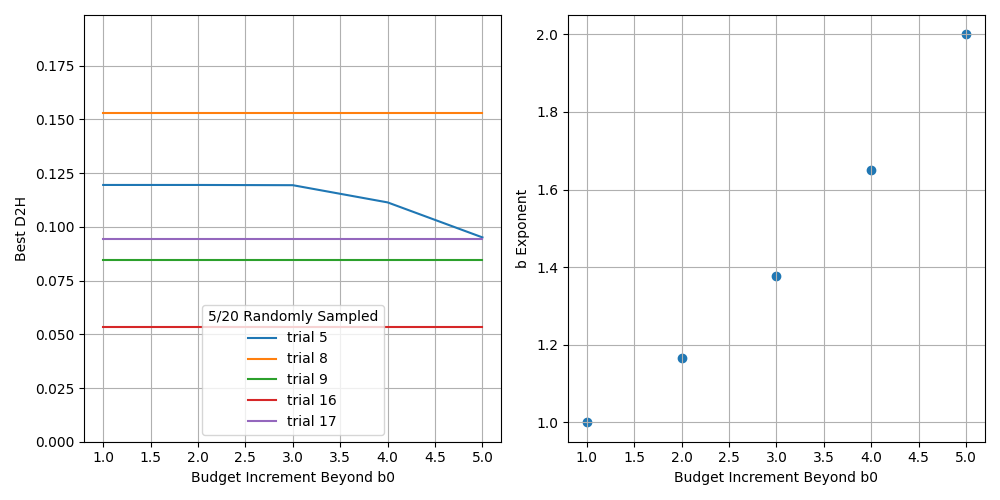 0.175
0.150
0.125
0.100
0.075
0.050
0.025
0.000
Best D2H
5/20 Randomly Sampled
trial 5
trial 8
trial 9
trial 16
trial 17
1.0 1.5 2.0 2.5 3.0 3.5 4.0 4.5 5.0
Budget Increment Beyond b0
2.0
1.8
1.6
1.4
1.2
1.0
b Exponent
1.0 1.5 2.0 2.5 3.0 3.5 4.0 4.5 5.0
Budget Increment Beyond b0